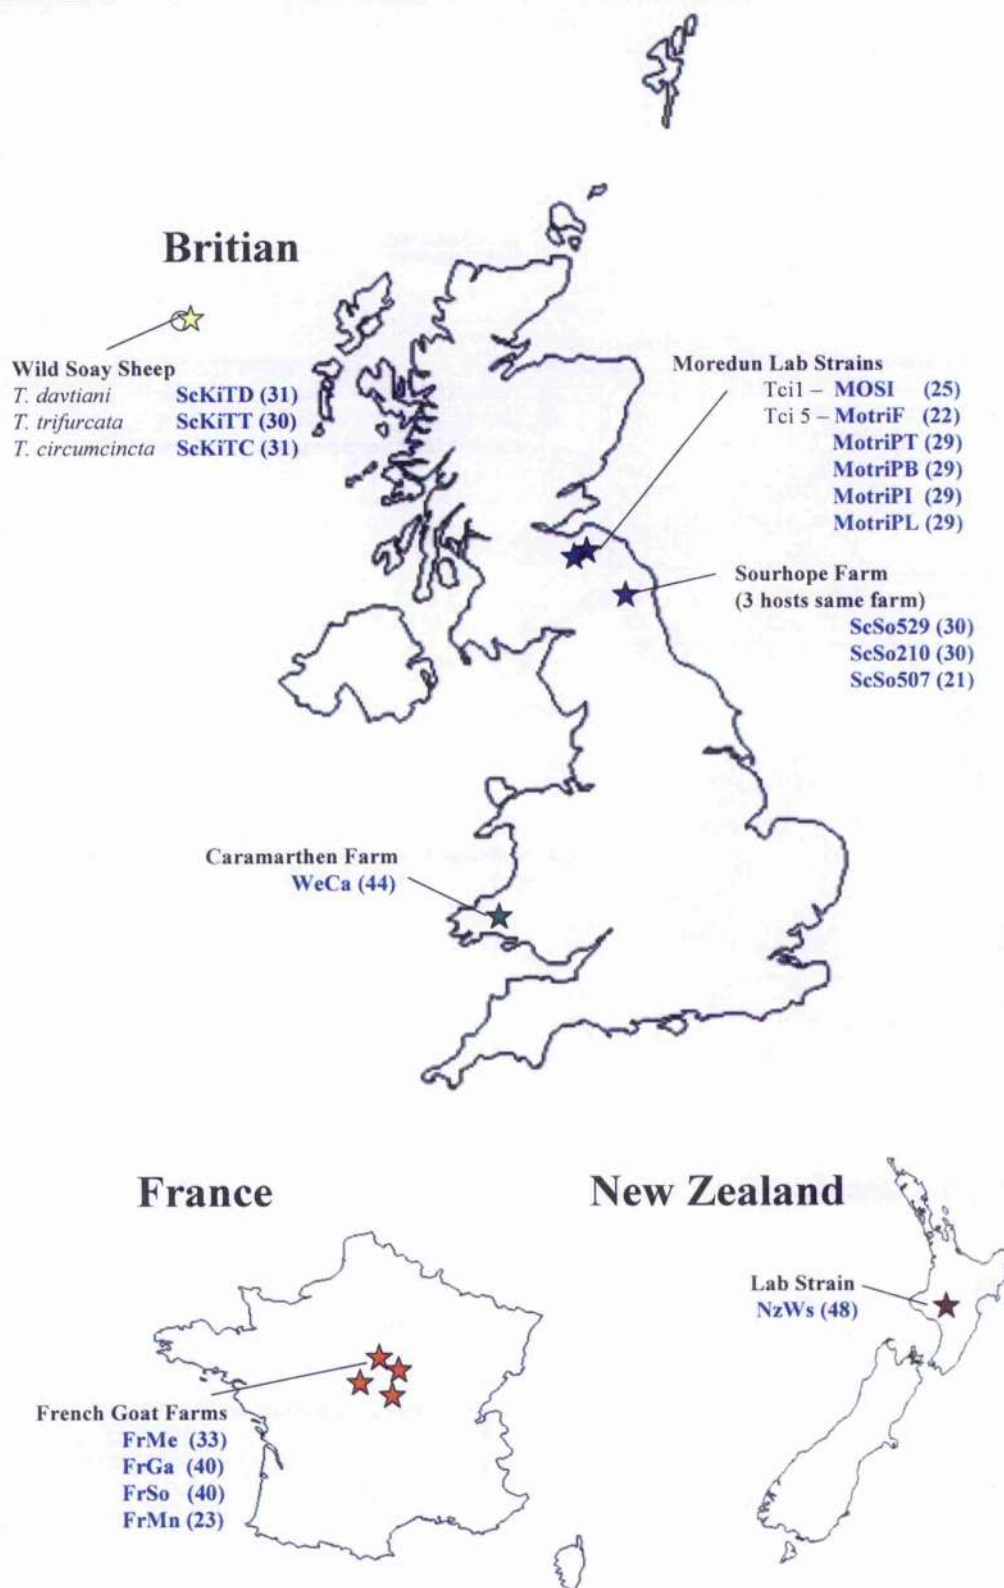 Britian
Wild Soay Sheep
T. davtiani ScKiTD (31)
T. trifurcata ScKiTT (30)
T. circumcincta ScKiTC (31)
Moredun Lab Strains
Tci1 – MOSI (25)
Tci 5 – MotriF (22)
MotriPT (29)
MotriPB (29)
MotriPI (29)
MotriPL (29)
Sourhope Farm
(3 hosts same farm)
ScSo529 (30)
ScSo210 (30)
ScSo507 (21)
Caramarthen Farm
WeCa (44)
France
French Goat Farms
FrMe (33)
FrGa (40)
FrSo (40)
FrMn (23)
New Zealand
Lab Strain
NzWs (48)